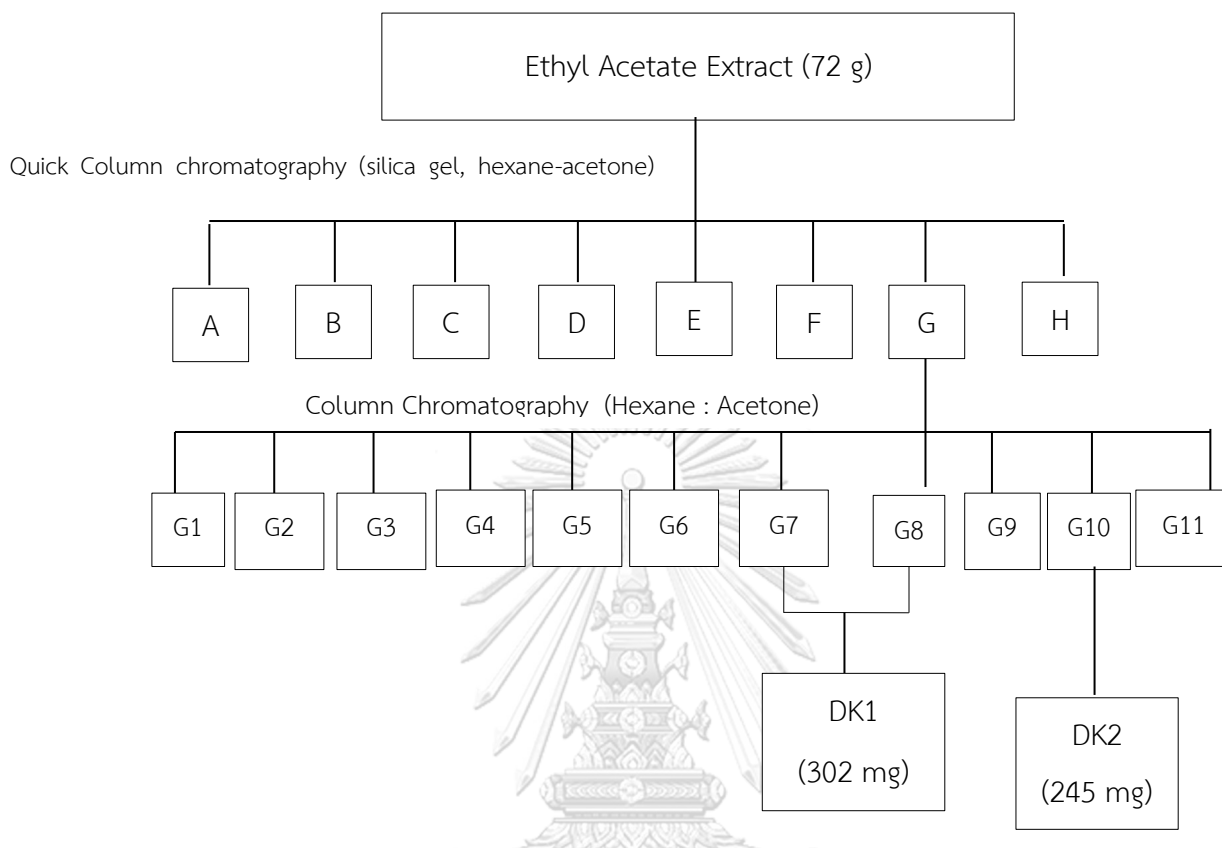 Ethyl Acetate Extract (72 g)
Quick Column chromatography (silica gel, hexane-acetone)
A
B
C
D
E
F
G
H
Column Chromatography (Hexane : Acetone)
G1
G2
G3
G4
G5
G6
G7
G8
G9
G10
G11
DK1
(302 mg)
DK2
(245 mg)